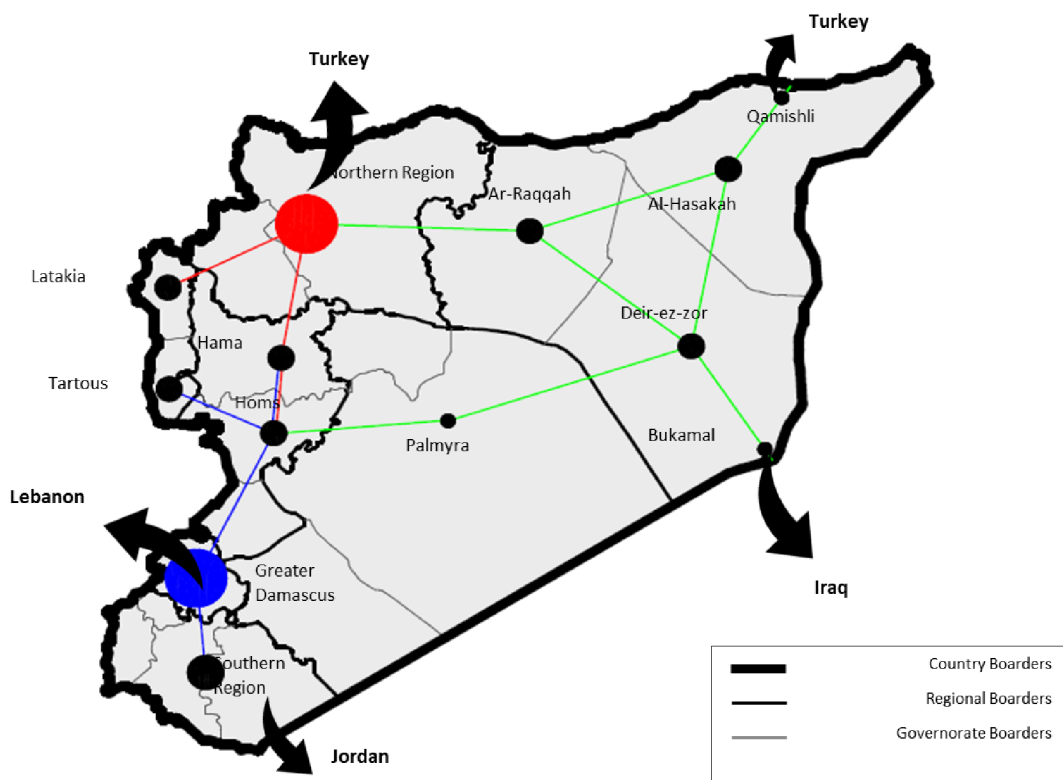 Turkey
Turkey
Qamishli
Northern Region
Ar-Raqqah
Al-Hasakah
Latakia
Deir-ez-zor
Hama
Tartous
Homs
Bukamal
Palmyra
Lebanon
Greater
Damascus
Iraq
Southern
Region
Jordan
Country Boarders
Regional Boarders
Governorate Boarders